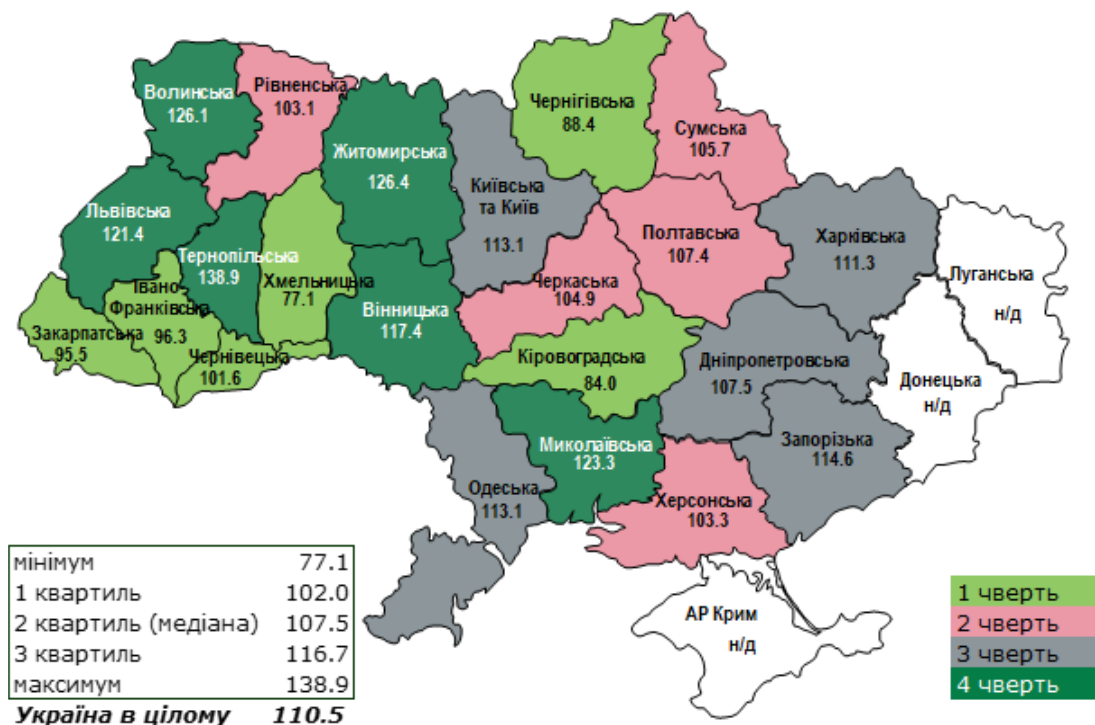 Волинська
126.1
Рівненська
103.1
Житомирська
126.4
Київська
та Київ
113.1
Чернігівська
88.4
Сумська
105.7
Львівська
121.4
Тернопільська
138.9
Хмельницька
77.1
Івано
Франківська
96.3
Закарпатська
95.5
Чернівецька
101.6
Вінницька
117.4
Черкаська
104.9
Полтавська
107.4
Харківська
111.3
Луганська
н/д
Донецька
н/д
Кіровоградська
84.0
Дніпропетровська
107.5
Запорізька
114.6
Миколаївська
123.3
Одеська
113.1
Херсонська
103.3
АР Крим
н/д
мінімум 77.1
1 квартиль 102.0
2 квартиль (медіана) 107.5
3 квартиль 116.7
максимум 138.9
Україна в цілому 110.5
1 чверть
2 чверть
3 чверть
4 чверть